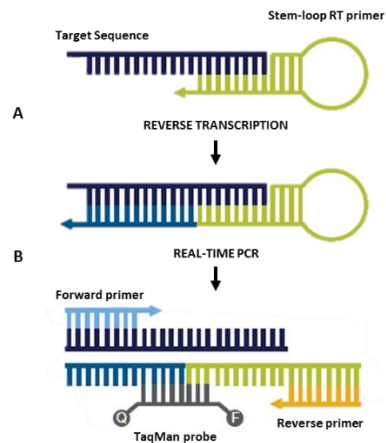 Stem-loop RT primer
Target Sequence
A
REVERSE TRANSCRIPTION
B
REAL-TIME PCR
Forward primer
Q
F
Reverse primer
TaqMan probe